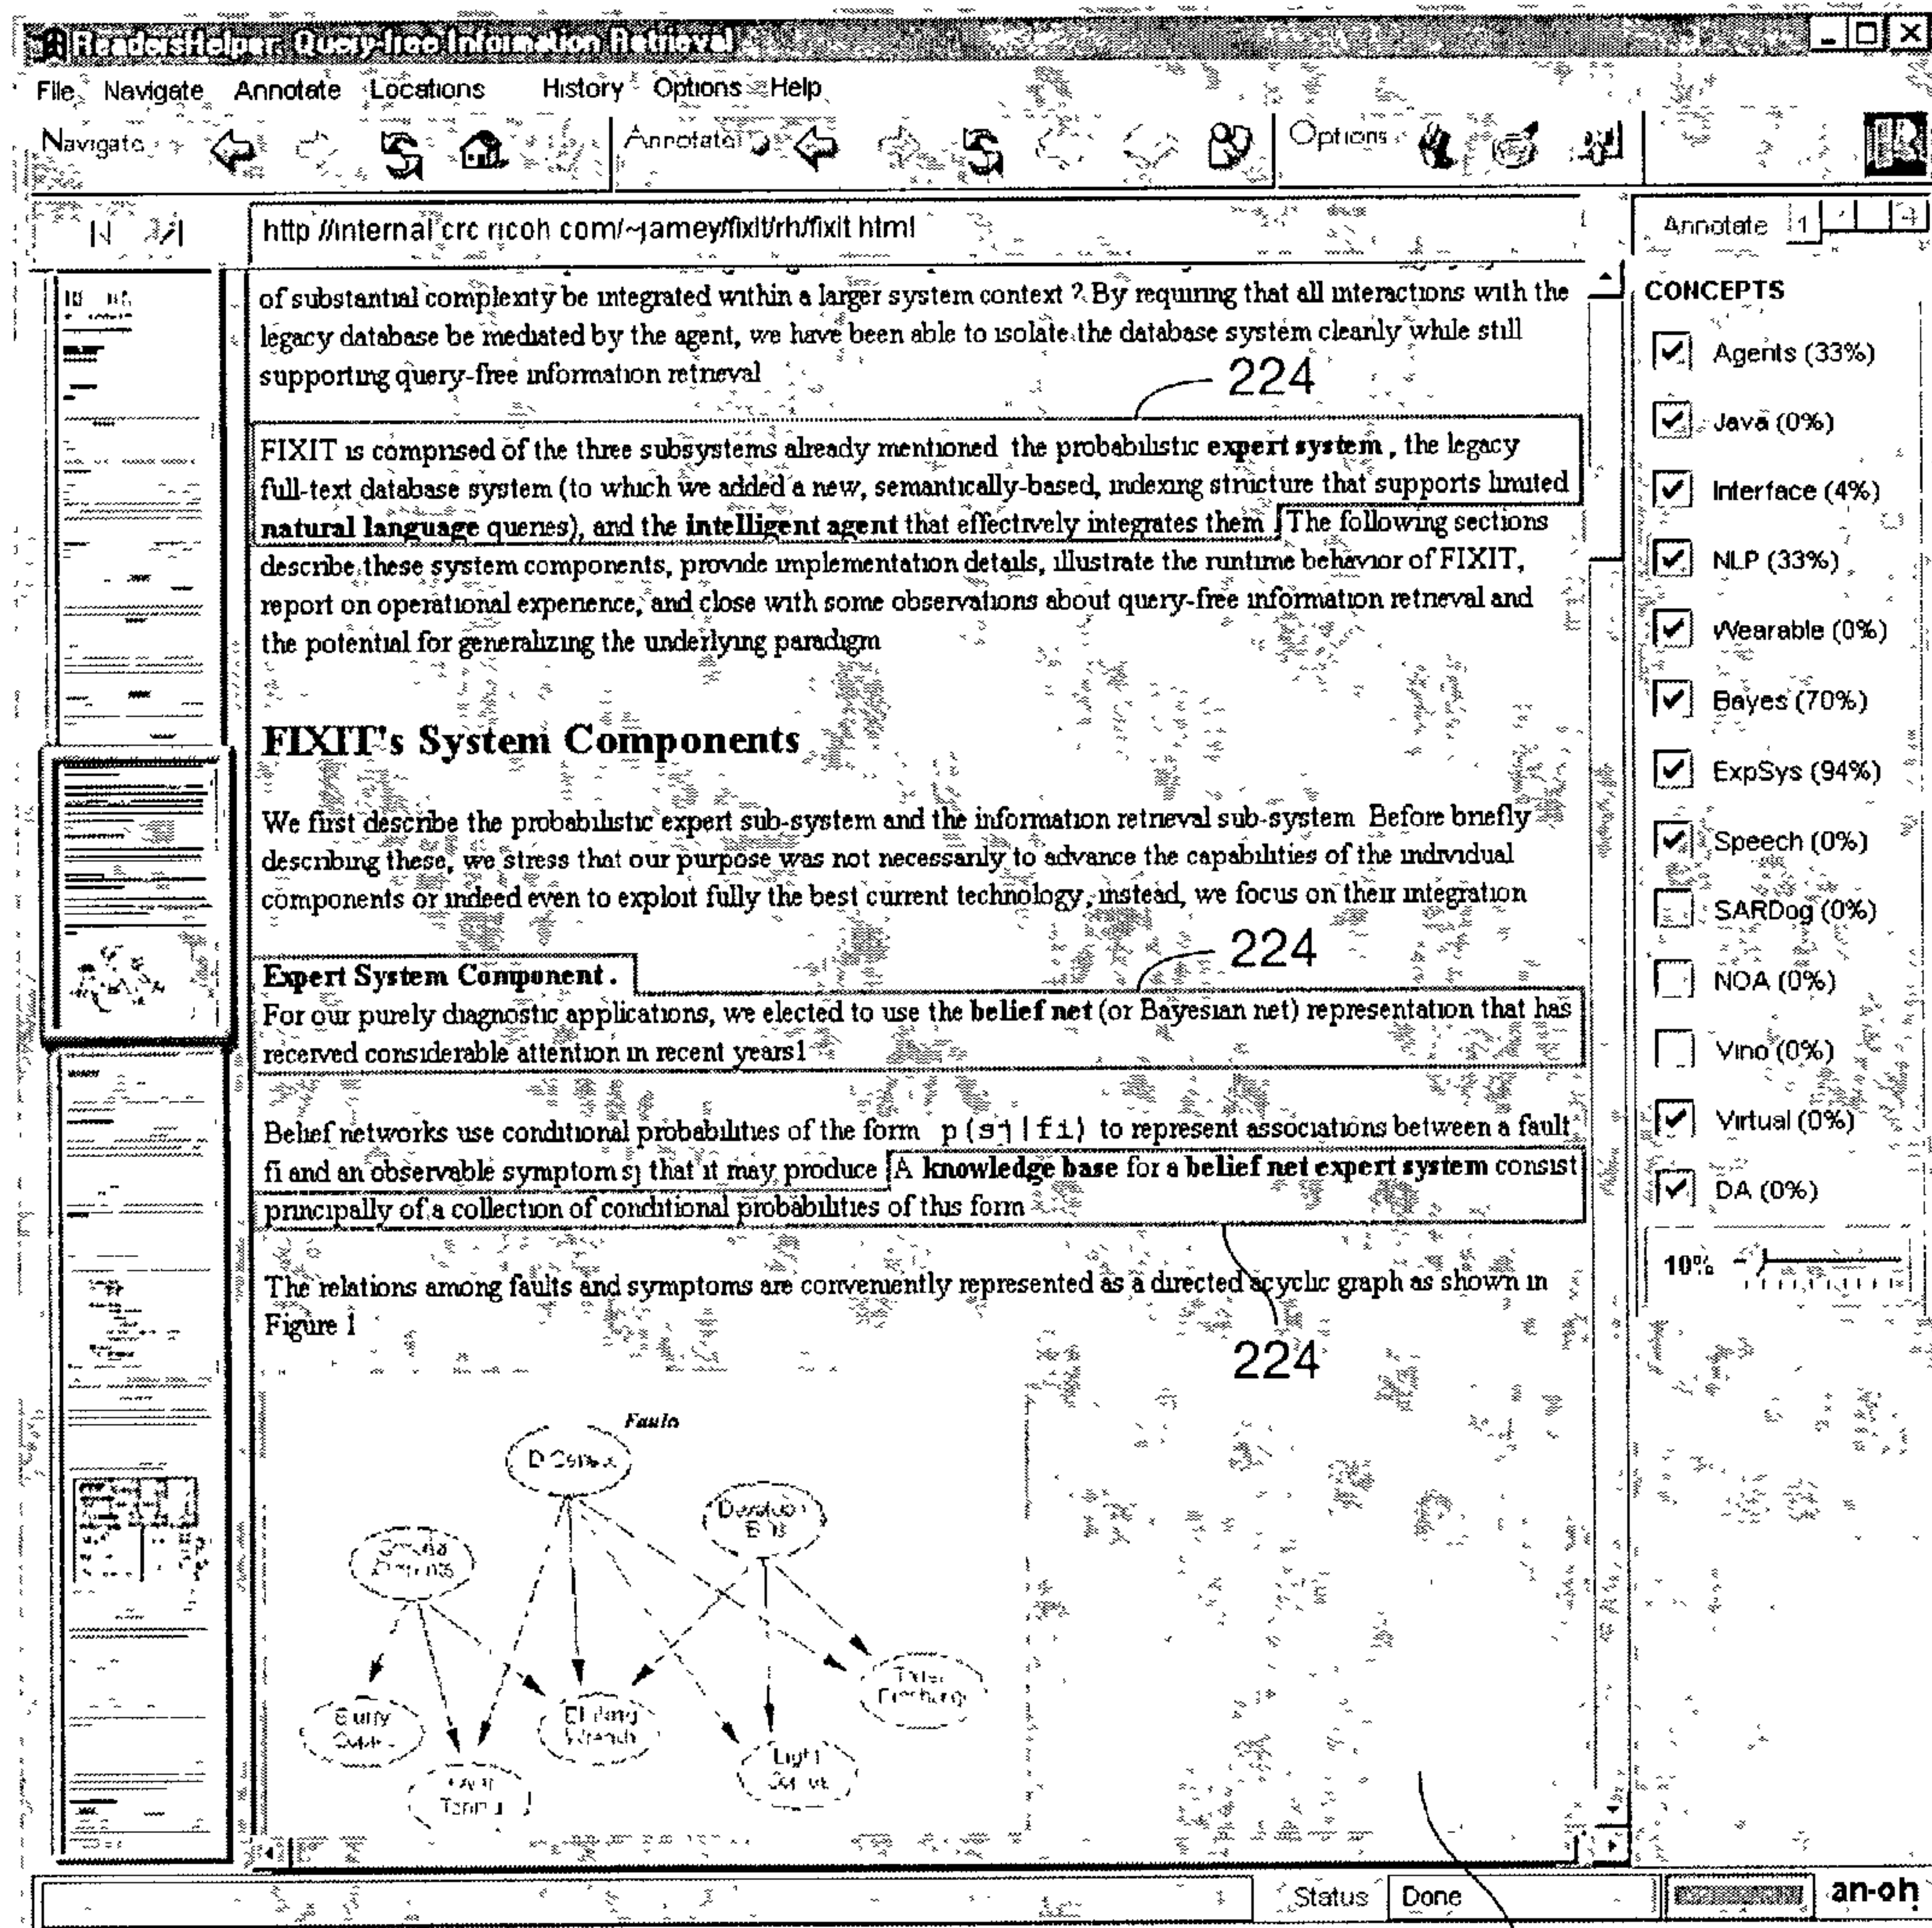 ReadersHelper: Query-free Information Retrieval
File Navigate Annotate Locations History Options Help
Navigate Annotate Options
http //internal crc ricoh com/~jamey/fixit/rh/fixit html
Annotate 1
of substantial complexity be integrated within a larger system context ? By requiring that all interactions with the
legacy database be mediated by the agent, we have been able to isolate the database system cleanly while still
supporting query-free information retrieval
224
FIXIT is comprised of the three subsystems already mentioned the probabilistic expert system , the legacy
full-text database system (to which we added a new, semantically-based, indexing structure that supports limited
natural language queries), and the intelligent agent that effectively integrates them The following sections
describe these system components, provide implementation details, illustrate the runtime behavior of FIXIT,
report on operational experience, and close with some observations about query-free information retrieval and
the potential for generalizing the underlying paradigm
FIXIT's System Components
We first describe the probabilistic expert sub-system and the information retrieval sub-system Before briefly
describing these, we stress that our purpose was not necessarily to advance the capabilities of the individual
components or indeed even to exploit fully the best current technology, instead, we focus on their integration
224
Expert System Component .
For our purely diagnostic applications, we elected to use the belief net (or Bayesian net) representation that has
received considerable attention in recent years1
Belief networks use conditional probabilities of the form p(sj|fi) to represent associations between a fault
fi and an observable symptom sj that it may produce A knowledge base for a belief net expert system consist
principally of a collection of conditional probabilities of this form
The relations among faults and symptoms are conveniently represented as a directed acyclic graph as shown in
Figure 1
224
Faults
Light
CONCEPTS
Agents (33%)
Java (0%)
Interface (4%)
NLP (33%)
Wearable (0%)
Bayes (70%)
ExpSys (94%)
Speech (0%)
SARDog (0%)
NOA (0%)
Vino (0%)
Virtual (0%)
DA (0%)
10%
Status Done
an-oh